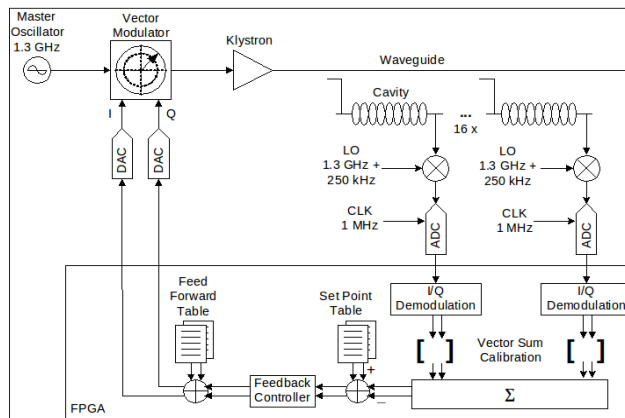 Master
Oscillator
1.3 GHz
Vector
Modulator
Klystron
Waveguide
Cavity
...
16 x
I
Q
DAC
DAC
LO
1.3 GHz +
250 kHz
LO
1.3 GHz +
250 kHz
CLK
1 MHz
ADC
CLK
1 MHz
ADC
Feed
Forward
Table
Set Point
Table
I/Q
Demodulation
I/Q
Demodulation
[ ]
Vector Sum
Calibration
[ ]
+
Feedback
Controller
–
Σ
FPGA